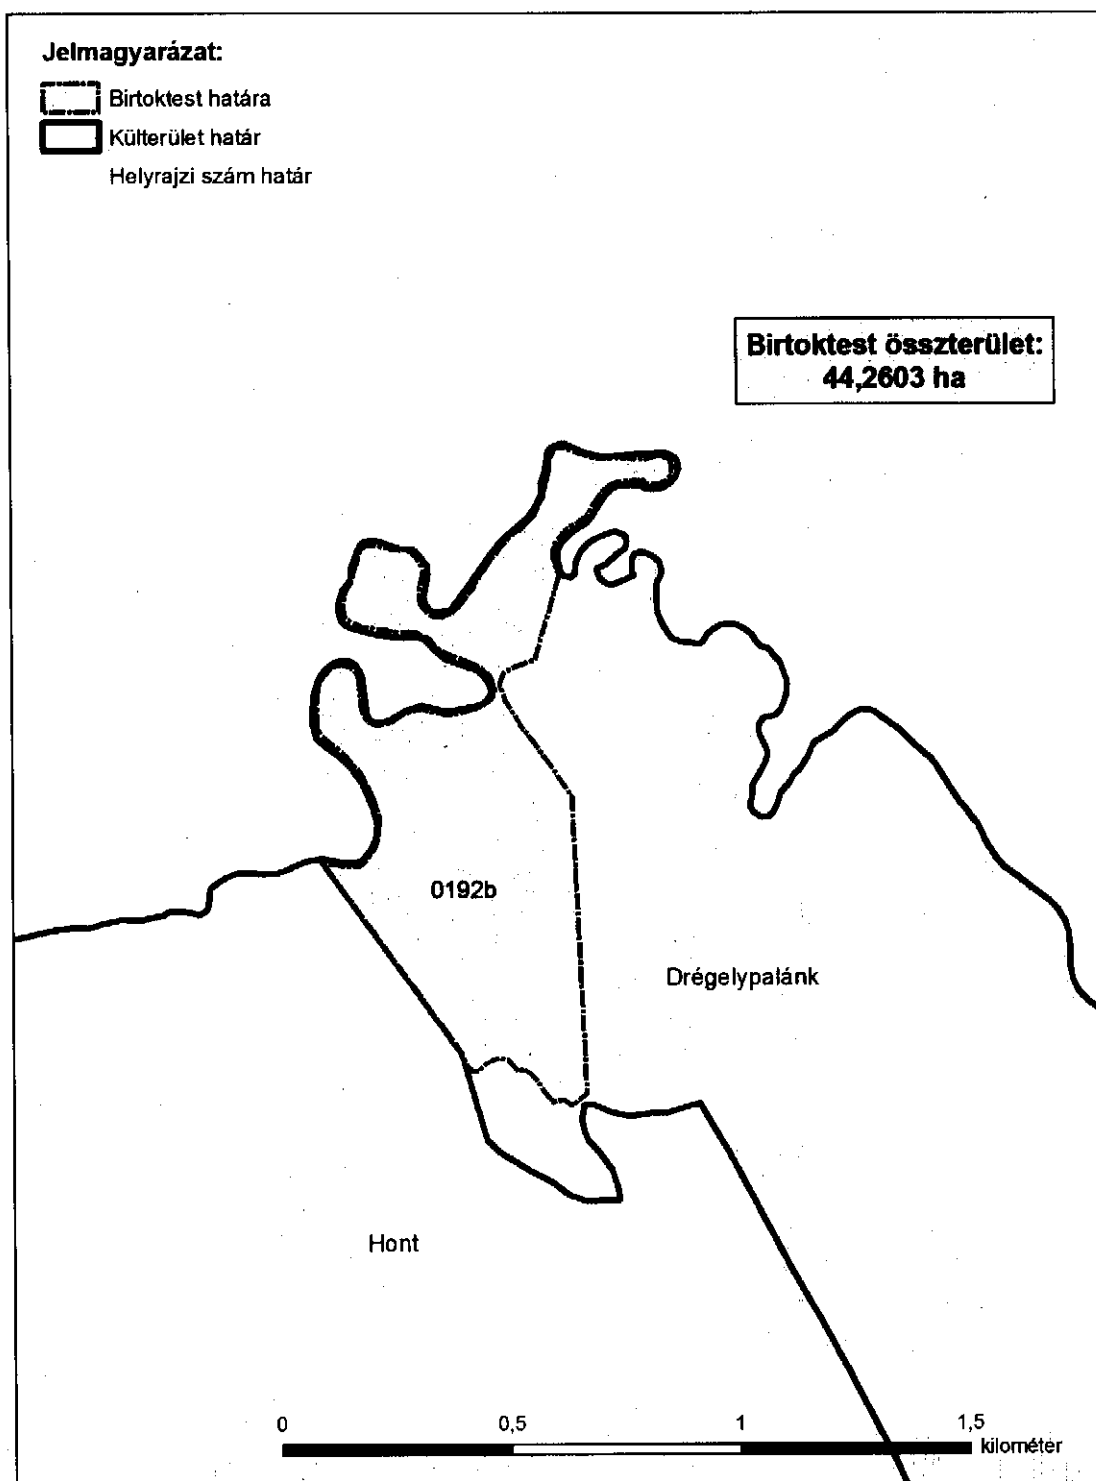 Jelmagyarázat:
Birtoktest határa
Külterület határ
Helyrajzi szám határ
Birtoktest összterület:
44,2603 ha
0192b
Drégelypalánk
Hont
0 0,5 1 1,5
kilométer